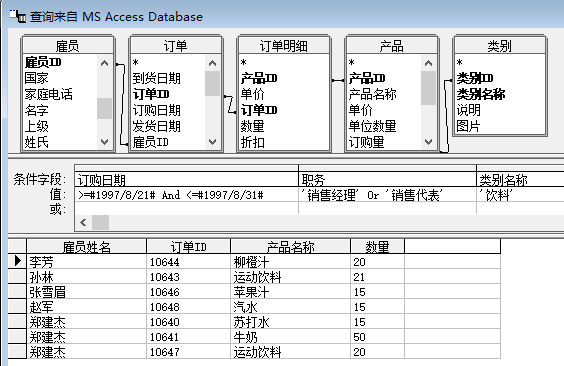 查询来自 MS Access Database
雇员
雇员ID
国家
家庭电话
名字
上级
姓氏
订单
*
到货日期
订单ID
订购日期
发货日期
雇员ID
订单明细
*
产品ID
单价
订单ID
数量
折扣
产品
*
产品ID
产品名称
单价
单位数量
订购量
类别
*
类别ID
类别名称
说明
图片
条件字段: 订购日期 职务 类别名称
值: >=#1997/8/21# And <=#1997/8/31# '销售经理' Or '销售代表' '饮料'
或:
雇员姓名 订单ID 产品名称 数量
李芳 10644 柳橙汁 20
孙林 10643 运动饮料 21
张雪眉 10646 苹果汁 15
赵军 10648 汽水 15
郑建杰 10640 苏打水 15
郑建杰 10641 牛奶 50
郑建杰 10647 运动饮料 20